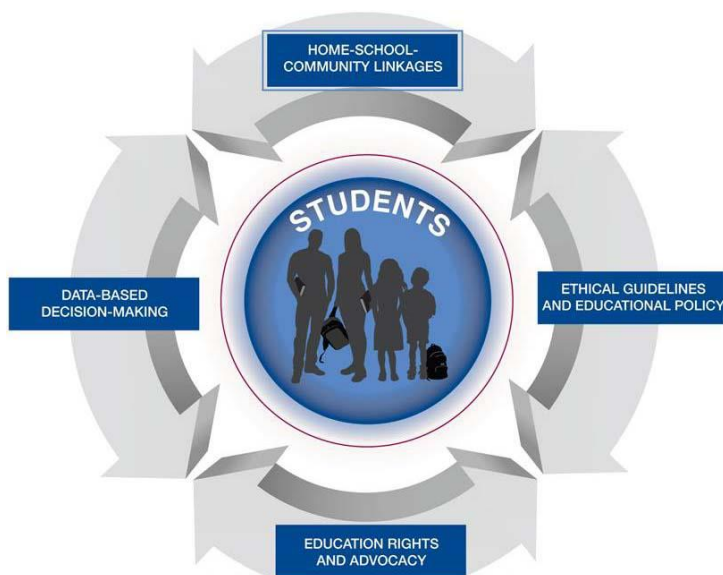 HOME-SCHOOL-
COMMUNITY LINKAGES
STUDENTS
DATA-BASED
DECISION-MAKING
ETHICAL GUIDELINES
AND EDUCATIONAL POLICY
EDUCATION RIGHTS
AND ADVOCACY